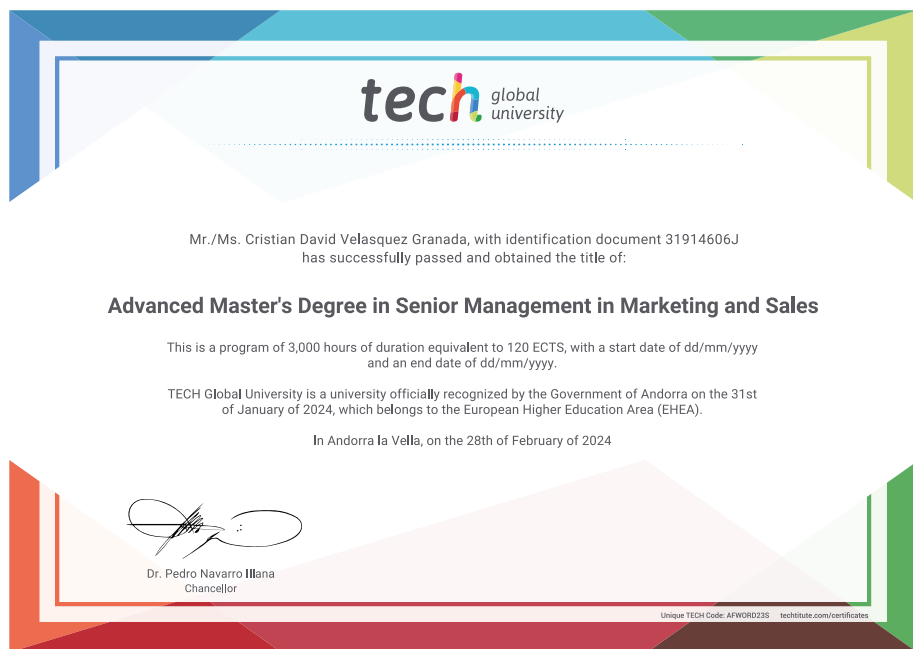 tech global university
Mr./Ms. Cristian David Velasquez Granada, with identification document 31914606J
has successfully passed and obtained the title of:
Advanced Master's Degree in Senior Management in Marketing and Sales
This is a program of 3,000 hours of duration equivalent to 120 ECTS, with a start date of dd/mm/yyyy
and an end date of dd/mm/yyyy.
TECH Global University is a university officially recognized by the Government of Andorra on the 31st
of January of 2024, which belongs to the European Higher Education Area (EHEA).
In Andorra la Vella, on the 28th of February of 2024
Dr. Pedro Navarro Illana
Chancellor
Unique TECH Code: AFWORD23S techtitute.com/certificates